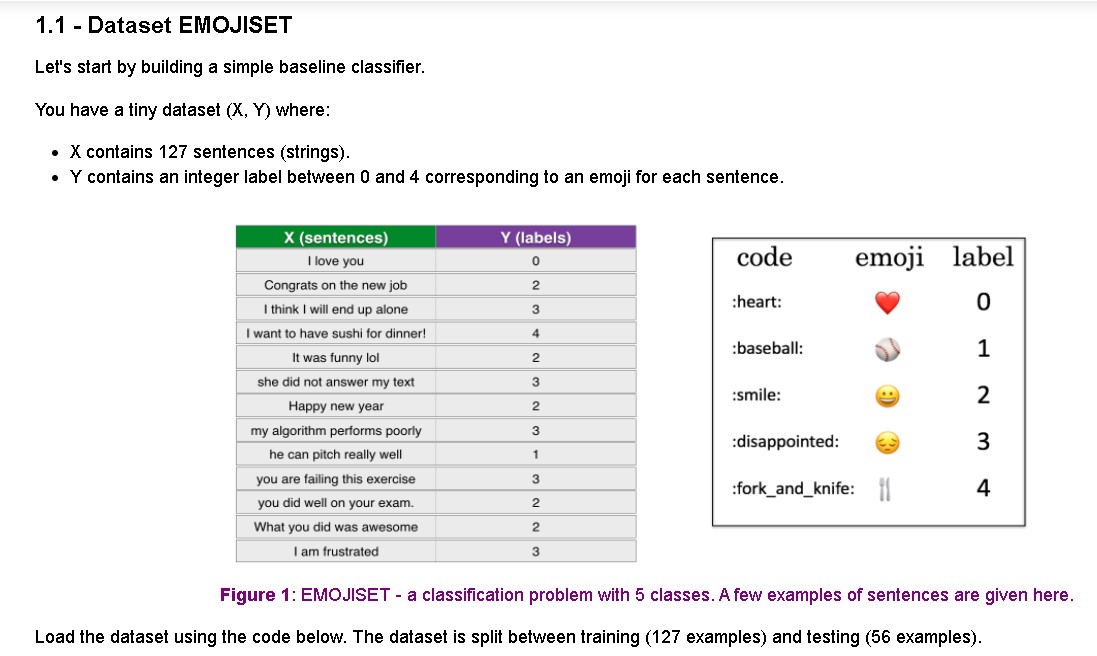 1.1 - Dataset EMOJISET
Let's start by building a simple baseline classifier.
You have a tiny dataset (X, Y) where:
• X contains 127 sentences (strings).
• Y contains an integer label between 0 and 4 corresponding to an emoji for each sentence.
X (sentences) Y (labels)
I love you 0
Congrats on the new job 2
I think I will end up alone 3
I want to have sushi for dinner! 4
It was funny lol 2
she did not answer my text 3
Happy new year 2
my algorithm performs poorly 3
he can pitch really well 1
you are failing this exercise 3
you did well on your exam. 2
What you did was awesome 2
I am frustrated 3
code emoji label
:heart: ❤️ 0
:baseball: ⚾ 1
:smile: 😀 2
:disappointed: 😔 3
:fork_and_knife: 🍴 4
Figure 1: EMOJISET - a classification problem with 5 classes. A few examples of sentences are given here.
Load the dataset using the code below. The dataset is split between training (127 examples) and testing (56 examples).